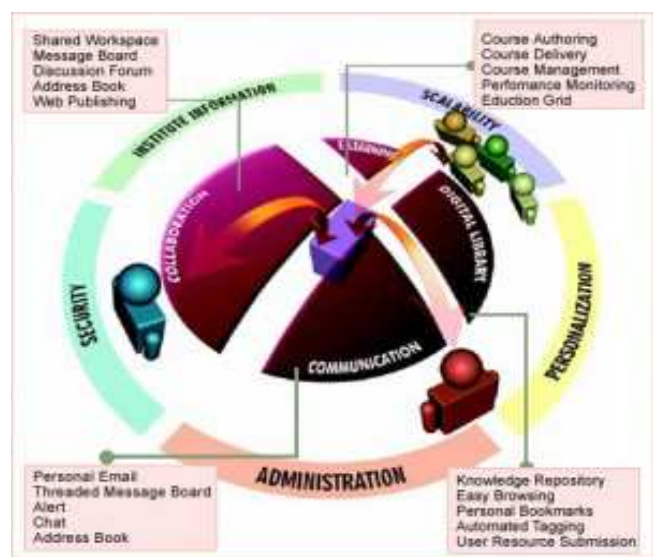 Shared Workspace
Message Board
Discussion Forum
Address Book
Web Publishing
Course Authoring
Course Delivery
Course Management
Perfomance Monitoring
Eduction Grid
INSTITUTE INFORMATION
SCALABILITY
COLLABORATION
DIGITAL LIBRARY
SECURITY
PERSONALIZATION
COMMUNICATION
ADMINISTRATION
Personal Email
Threaded Message Board
Alert
Chat
Address Book
Knowledge Repository
Easy Browsing
Personal Bookmarks
Automated Tagging
User Resource Submission